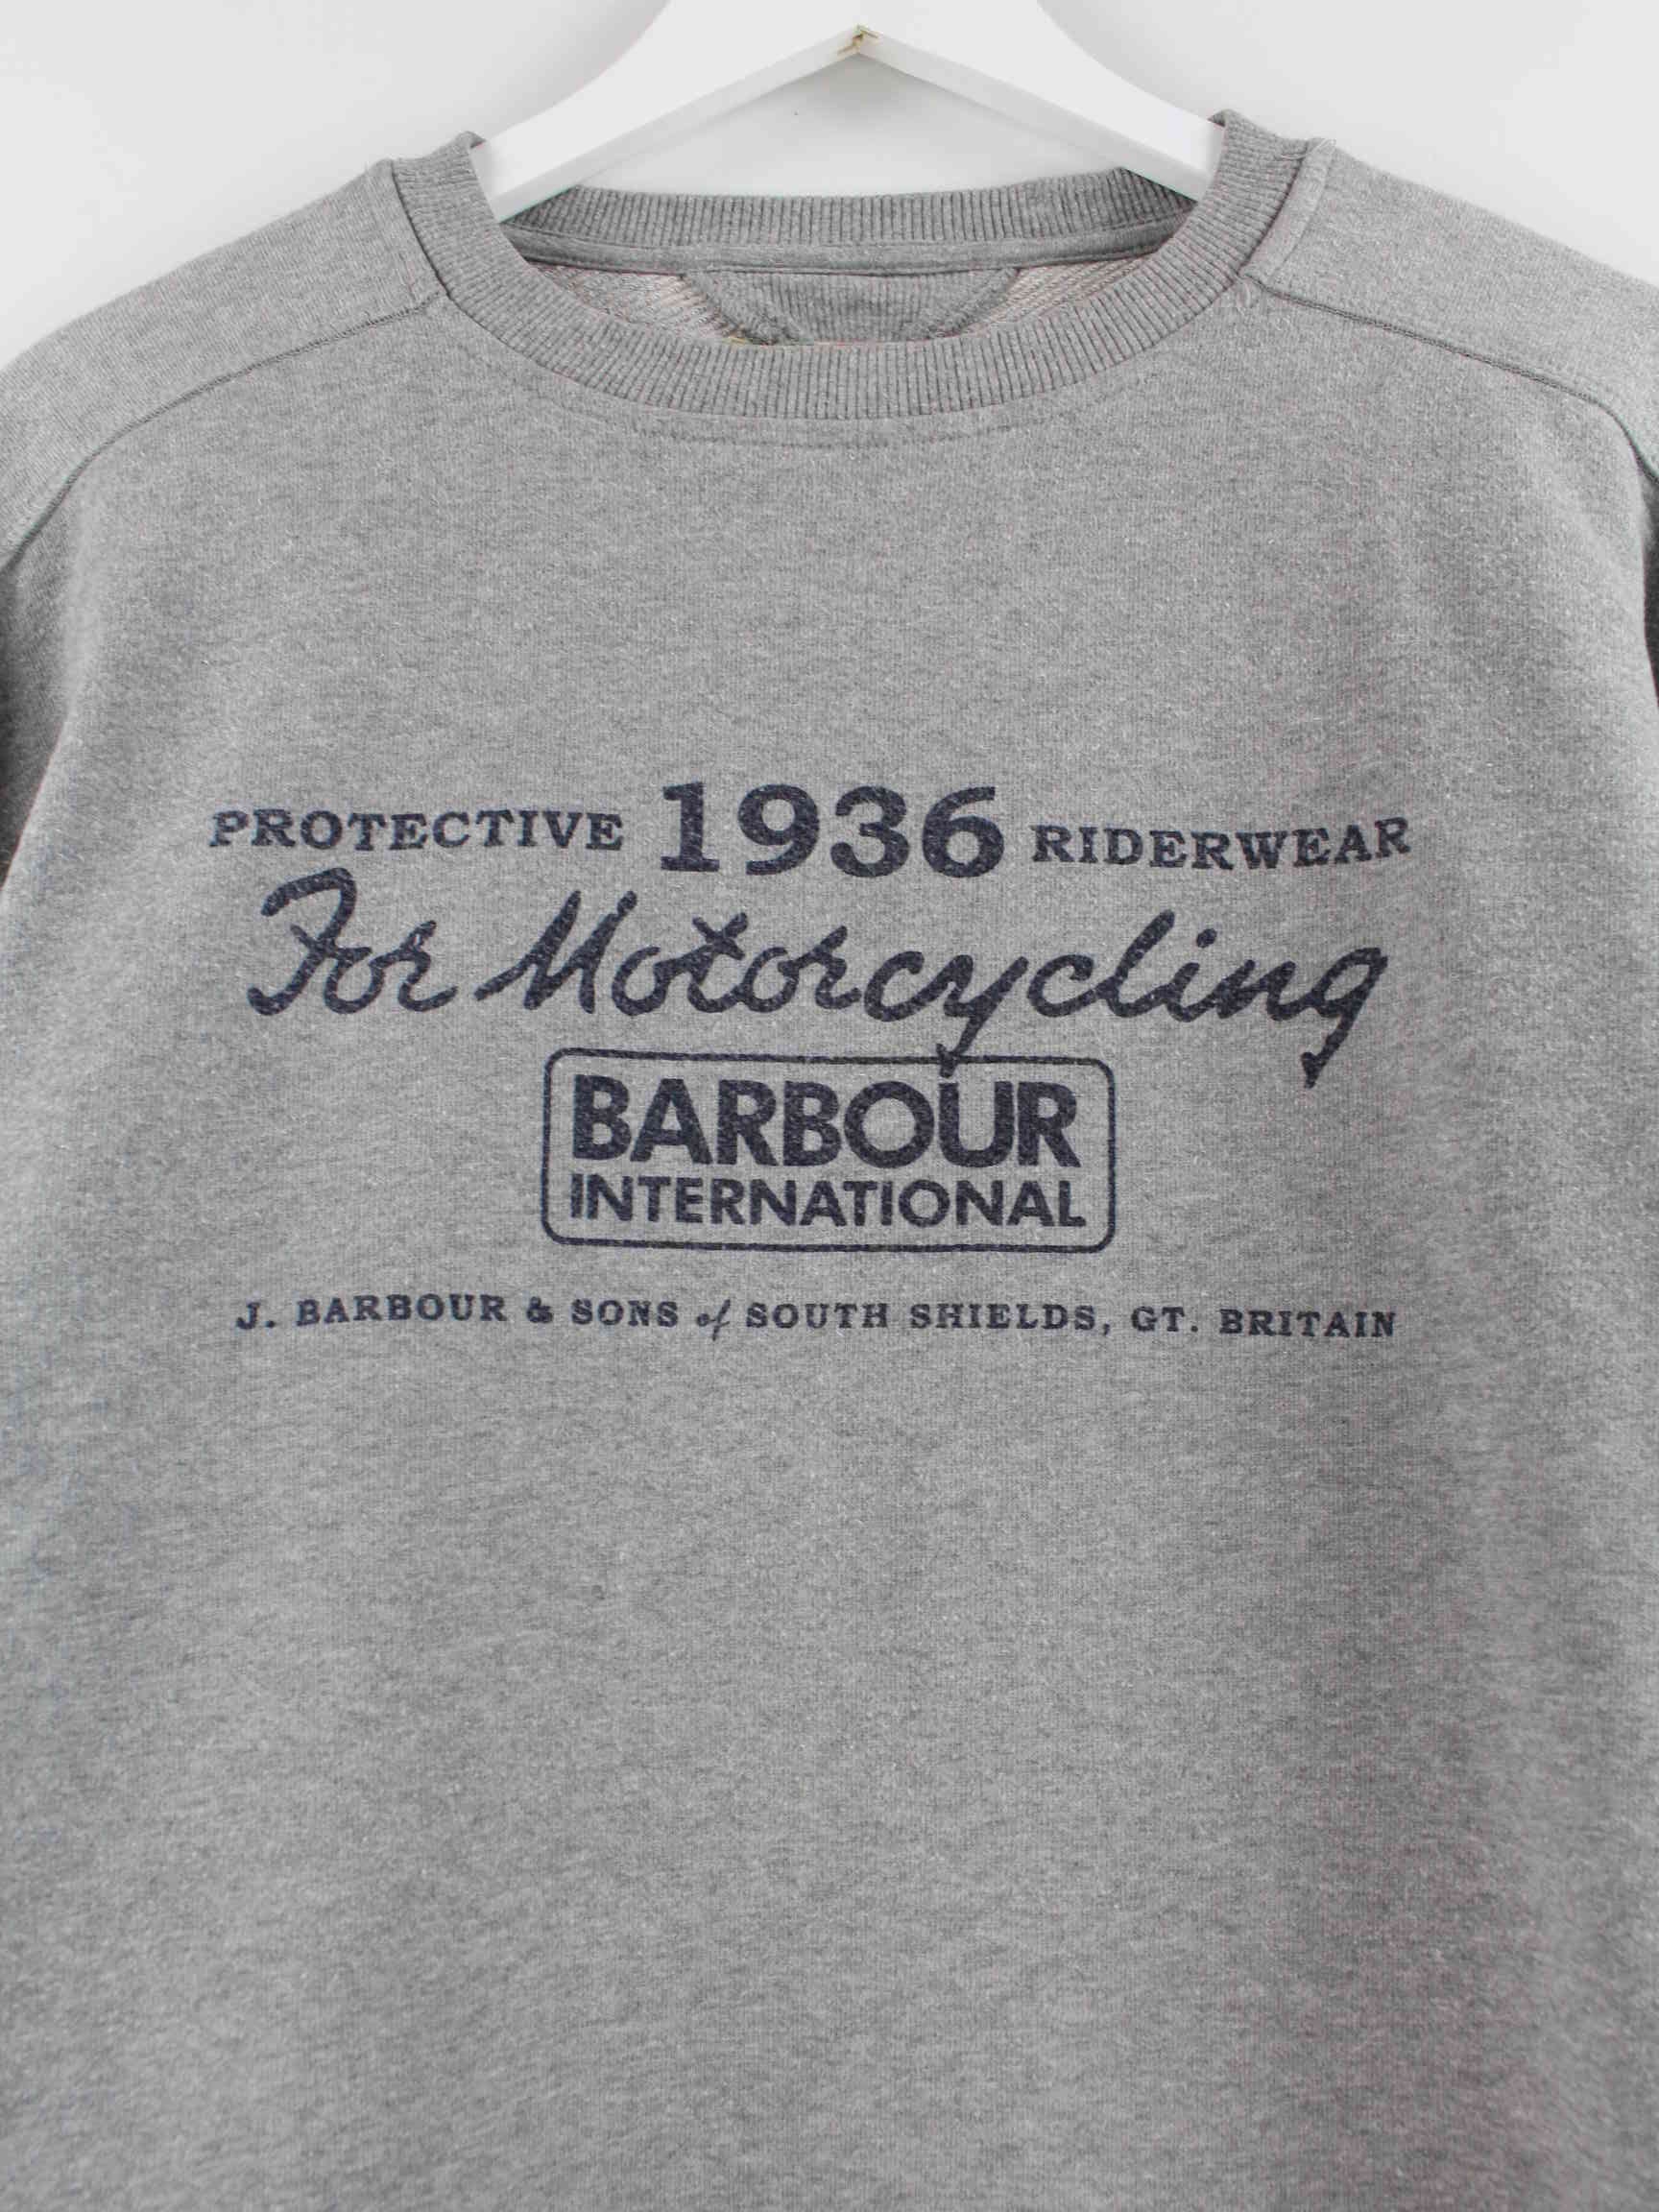 PROTECTIVE 1936 RIDERWEAR
For Motorcycling
BARBOUR
INTERNATIONAL
J. BARBOUR & SONS of SOUTH SHIELDS, GT. BRITAIN